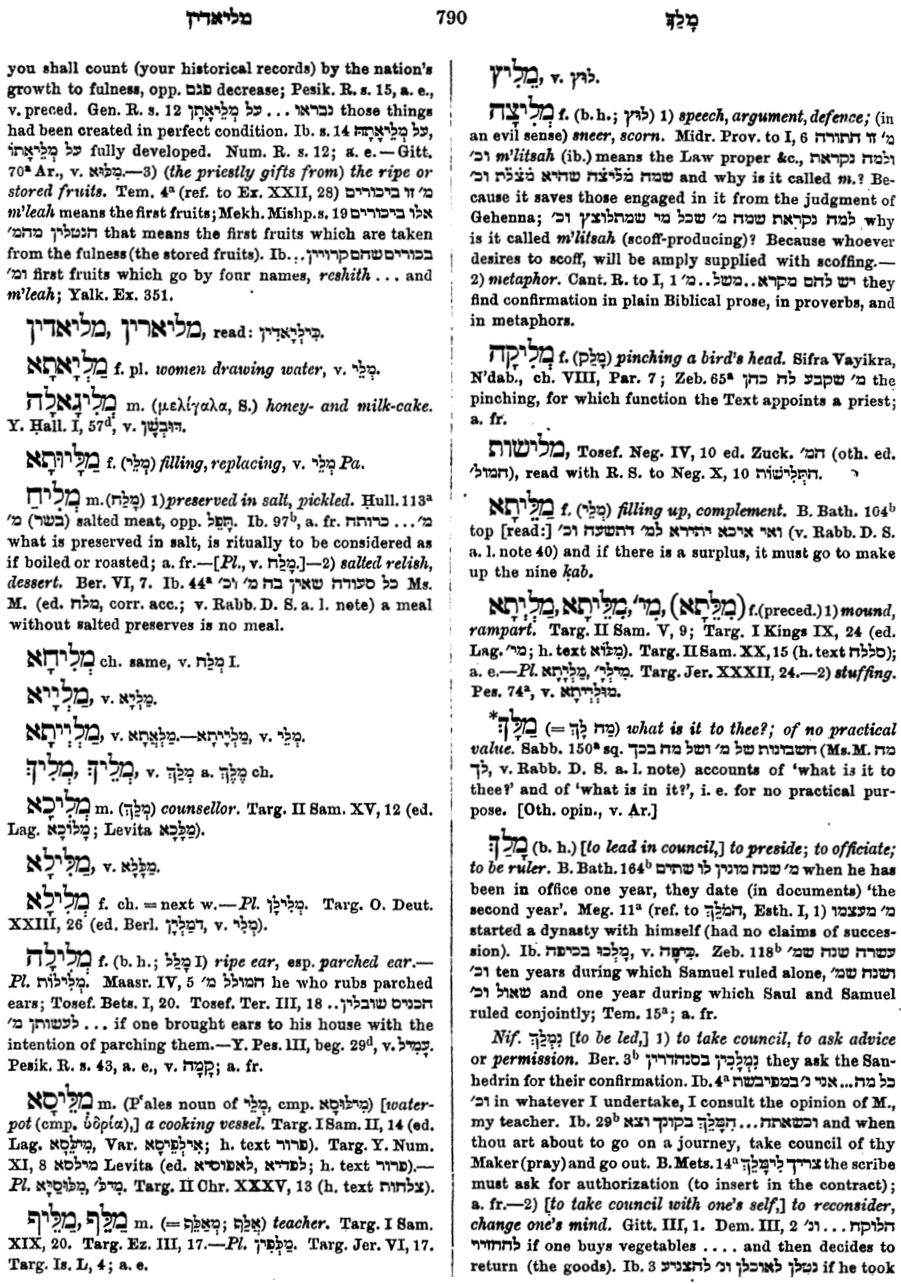 מליאדין 790 מָלַךְ
you shall count (your historical records) by the nation's
growth to fulness, opp. פגם decrease; Pesik. R. s. 15, a. e.,
v. preced. Gen. R. s. 12 נבראו ... על מְלֵיאָתָן those things
had been created in perfect condition. Ib. s. 14 על מְלֵיאָתָהּ,
על מְלֵיאָתוֹ fully developed. Num. R. s. 12; a. e.—Gitt.
70ᵃ Ar., v. מְלוֹא.—3) (the priestly gifts from) the ripe or
stored fruits. Tem. 4ᵃ (ref. to Ex. XXII, 28) מ׳ זו ביכורים
m'leah means the first fruits; Mekh. Mishp. s. 19 אלו ביכורים
הנטלין מהמ׳ that means the first fruits which are taken
from the fulness (the stored fruits). Ib. ...בכורים שהם קרויין
ומ׳ first fruits which go by four names, reshith ... and
m'leah; Yalk. Ex. 351.
מליאדין, מליארין, read: כִּילְיָאדִין.
מַלְיָאתָא f. pl. women drawing water, v. מְלֵי.
מְלִיגָאלָה m. (μελίγαλα, S.) honey- and milk-cake.
Y. Ḥall. I, 57ᵈ, v. דּוּבְשָׁן.
מַלָּיוּתָא f. (מְלֵי) filling, replacing, v. מְלֵי Pa.
מְלִיחַ m. (מָלַח) 1) preserved in salt, pickled. Ḥull. 113ᵃ
מ׳ (בשר) salted meat, opp. תָּפֵל. Ib. 97ᵇ, a. fr. מ׳ ... כרותח
what is preserved in salt, is ritually to be considered as
if boiled or roasted; a. fr.—[Pl., v. מָלֵחַ.]—2) salted relish,
dessert. Ber. VI, 7. Ib. 44ᵃ כל סעודה שאין בה מ׳ וכ׳ Ms.
M. (ed. מלח, corr. acc.; v. Rabb. D. S. a. l. note) a meal
without salted preserves is no meal.
מְלִיחָא ch. same, v. מְלַח I.
מַלְיָיא, v. מַלְיָא.
מַלְיְיתָא, v. מַלְיְיתָא—.מַלְאֲתָא, v. מְלֵי.
מְלִיךְ, מְלֵיךְ, v. מְלַךְ a. מֶלֶךְ ch.
מְלִיכָא m. (מְלַךְ) counsellor. Targ. II Sam. XV, 12 (ed.
Lag. מָלוֹכָא; Levita מַלָּכָא).
מַלִּילָא, v. מַלָּלָא.
מְלִילָא f. ch. = next w.—Pl. מְלִילָן. Targ. O. Deut.
XXIII, 26 (ed. Berl. דִמַלְיָן, v. מְלֵי).
מְלִילָה f. (b. h.; מָלַל I) ripe ear, esp. parched ear.—
Pl. מְלִילוֹת. Maasr. IV, 5 המולל מ׳ he who rubs parched
ears; Tosef. Bets. I, 20. Tosef. Ter. III, 18 ..הכניס שובלין
לעשותן מ׳ ... if one brought ears to his house with the
intention of parching them.—Y. Pes. III, beg. 29ᵈ, v. עָמֵיל.
Pesik. R. s. 43, a. e., v. קָמָה; a. fr.
מְלֵיסָא m. (P'ales noun of מְלֵי, cmp. מִילּוּסָא) [water-
pot (cmp. ὑδρία),] a cooking vessel. Targ. I Sam. II, 14 (ed.
Lag. מִילְסָא, Var. אִילְפֵּיסָא; h. text פרור). Targ. Y. Num.
XI, 8 מילסא Levita (ed. לפדיא, לאפוסיא; h. text פרור).—
Pl. מִילּ׳, מְלוּסַיָּא. Targ. II Chr. XXXV, 13 (h. text צלחות).
מַלֵּף, מַלֵּיף m. (=מְאַלֵּף; אֲלַף) teacher. Targ. I Sam.
XIX, 20. Targ. Ez. III, 17.—Pl. מַלְּפִין. Targ. Jer. VI, 17.
Targ. Is. L, 4; a. e.
מֵלִיץ, v. לוּץ.
מְלִיצָה f. (b. h.; לוּץ) 1) speech, argument, defence; (in
an evil sense) sneer, scorn. Midr. Prov. to I, 6 מ׳ זו התורה
ולמה נקראת וכ׳ m'litsah (ib.) means the Law proper &c.,
שמה מליצה שהיא מצלת וכ׳ and why is it called m.? Be-
cause it saves those engaged in it from the judgment of
Gehenna; למה נקראת שמה מ׳ שכל מי שמתלוצץ וכ׳ why
is it called m'litsah (scoff-producing)? Because whoever
desires to scoff, will be amply supplied with scoffing.—
2) metaphor. Cant. R. to I, 1 יש להם מקרא..משל..מ׳ they
find confirmation in plain Biblical prose, in proverbs, and
in metaphors.
מְלִיקָה f. (מָלַק) pinching a bird's head. Sifra Vayikra,
N'dab., ch. VIII, Par. 7; Zeb. 65ᵃ מ׳ שקבע לה כהן the
pinching, for which function the Text appoints a priest;
a. fr.
מלישות, Tosef. Neg. IV, 10 ed. Zuck. המ׳ (oth. ed.
המול׳), read with R. S. to Neg. X, 10 הַתְּלִישׁוֹת.
מַלֵּיתָא f. (מְלֵי) filling up, complement. B. Bath. 104ᵇ
top [read:] ואי איכא יתירא למ׳ דתשעה וכ׳ (v. Rabb. D. S.
a. l. note 40) and if there is a surplus, it must go to make
up the nine ḳab.
מַלְיְתָא, מִלֵּיתָא, מִי׳, (מִלֵּתָא) f. (preced.) 1) mound,
rampart. Targ. II Sam. V, 9; Targ. I Kings IX, 24 (ed.
Lag. מי׳; h. text מִלּוֹא). Targ. II Sam. XX, 15 (h. text סללה);
a. e.—Pl. מִילְּ׳, מַלְיָתָא. Targ. Jer. XXXII, 24.—2) stuffing.
Pes. 74ᵃ, v. מוּלְיְיתָא.
*מַלָּךְ (= מַה לָּךְ) what is it to thee?; of no practical
value. Sabb. 150ᵃ sq. חשבונות של מ׳ ושל מה בכך (Ms. M. מה
לך, v. Rabb. D. S. a. l. note) accounts of 'what is it to
thee?' and of 'what is in it?', i. e. for no practical pur-
pose. [Oth. opin., v. Ar.]
מָלַךְ (b. h.) [to lead in council,] to preside; to officiate;
to be ruler. B. Bath. 164ᵇ מ׳ שנה מונין לו שתים when he has
been in office one year, they date (in documents) 'the
second year'. Meg. 11ᵃ (ref. to הַמֹּלֵךְ, Esth. I, 1) מ׳ מעצמו
started a dynasty with himself (had no claims of succes-
sion). Ib. מָלְכוּ בכיפה, v. כִּיפָּה. Zeb. 118ᵇ עשרה שנה שמ׳
וכ׳ ten years during which Samuel ruled alone, ושנה שמ׳
שאול וכ׳ and one year during which Saul and Samuel
ruled conjointly; Tem. 15ᵃ; a. fr.
Nif. נִמְלַךְ [to be led,] 1) to take council, to ask advice
or permission. Ber. 3ᵇ נִמְלָכִין בסנהדרין they ask the San-
hedrin for their confirmation. Ib. 4ᵃ כל מה...אני נ׳ במפיבשת
וכ׳ in whatever I undertake, I consult the opinion of M.,
my teacher. Ib. 29ᵇ וכשאתה...הִמָּלֵךְ בקונך וצא and when
thou art about to go on a journey, take council of thy
Maker (pray) and go out. B. Mets. 14ᵃ צריך לִימָּלֵךְ the scribe
must ask for authorization (to insert in the contract);
a. fr.—2) [to take council with one's self,] to reconsider,
change one's mind. Gitt. III, 1. Dem. III, 2 הלוקח...ונ׳
להחזיר if one buys vegetables .... and then decides to
return (the goods). Ib. 3 נטלן לאוכלן ונ׳ להצניע if he took